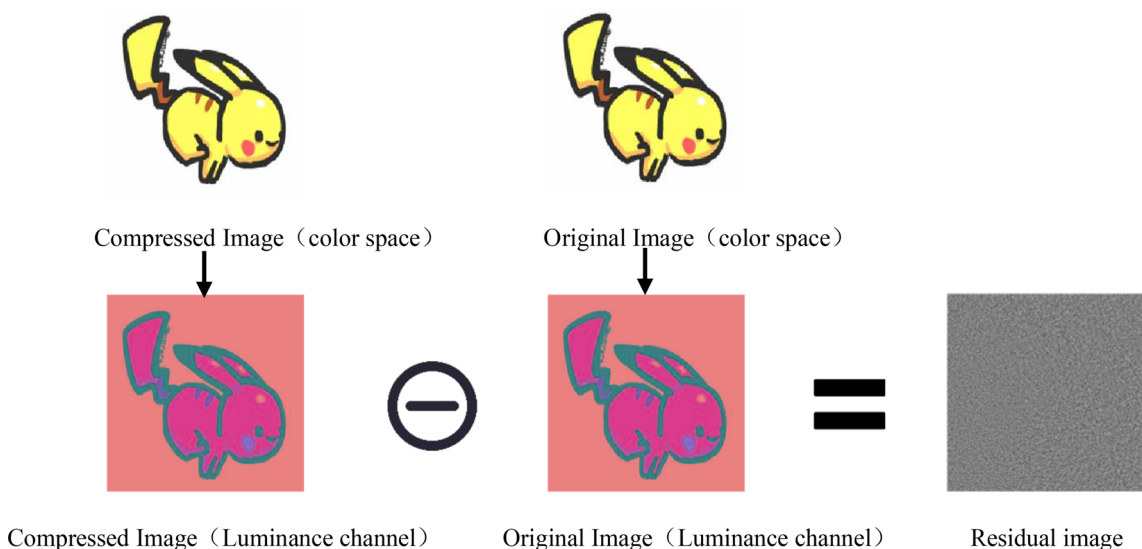 Compressed Image（color space）
Original Image（color space）
Compressed Image（Luminance channel）
Original Image（Luminance channel）
Residual image